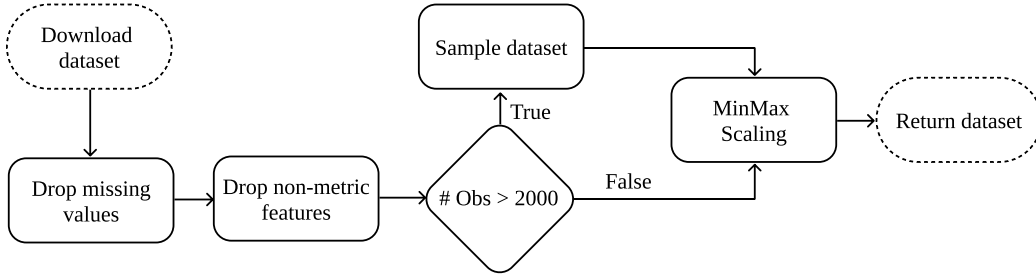 Download
dataset
Drop missing
values
Drop non-metric
features
# Obs > 2000
True
Sample dataset
False
MinMax
Scaling
Return dataset